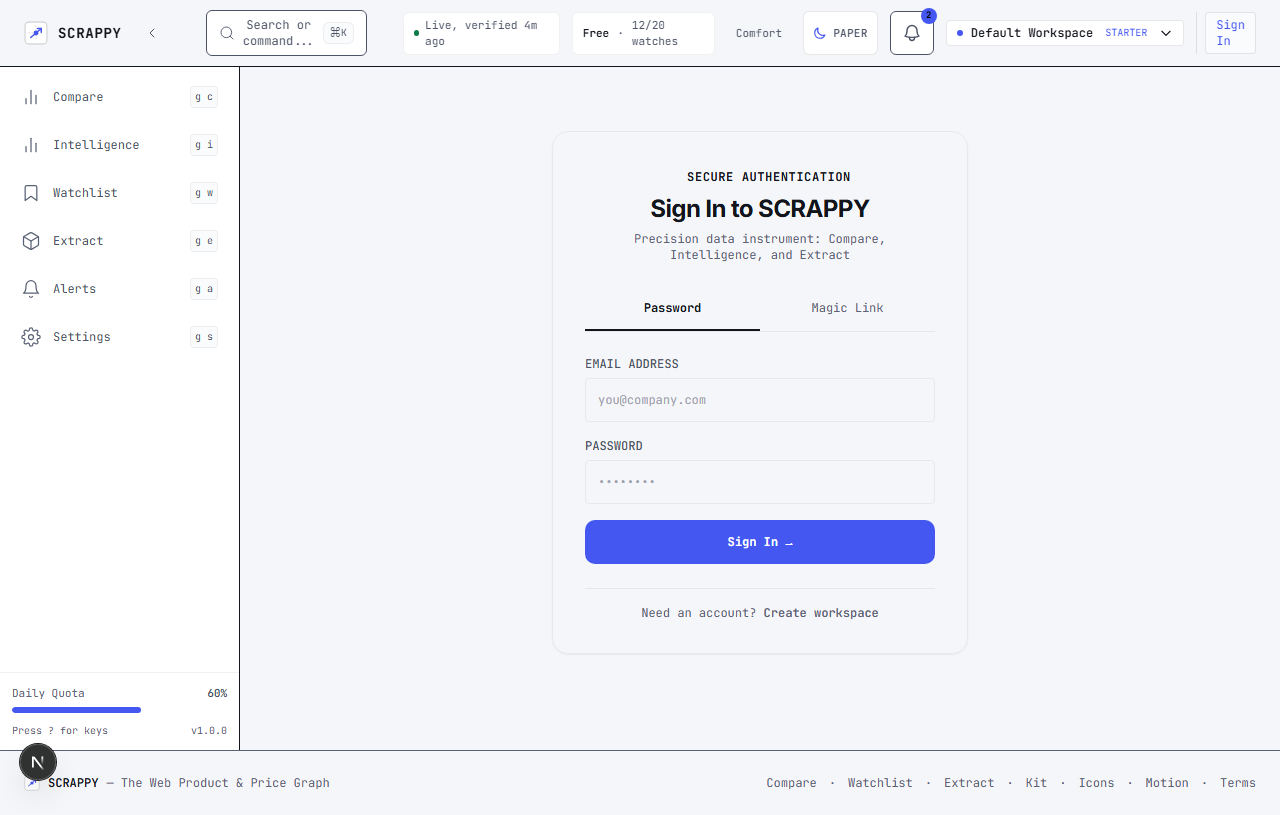 SCRAPPY
Search or
command...
⌘K
Live, verified 4m
ago
Free · 12/20
watches
Comfort
PAPER
2
Default Workspace STARTER
Sign
In
Compare g c
Intelligence g i
Watchlist g w
Extract g e
Alerts g a
Settings g s
SECURE AUTHENTICATION
Sign In to SCRAPPY
Precision data instrument: Compare,
Intelligence, and Extract
Password Magic Link
EMAIL ADDRESS
you@company.com
PASSWORD
••••••••
Sign In →
Need an account? Create workspace
Daily Quota 60%
Press ? for keys v1.0.0
N
SCRAPPY — The Web Product & Price Graph
Compare · Watchlist · Extract · Kit · Icons · Motion · Terms